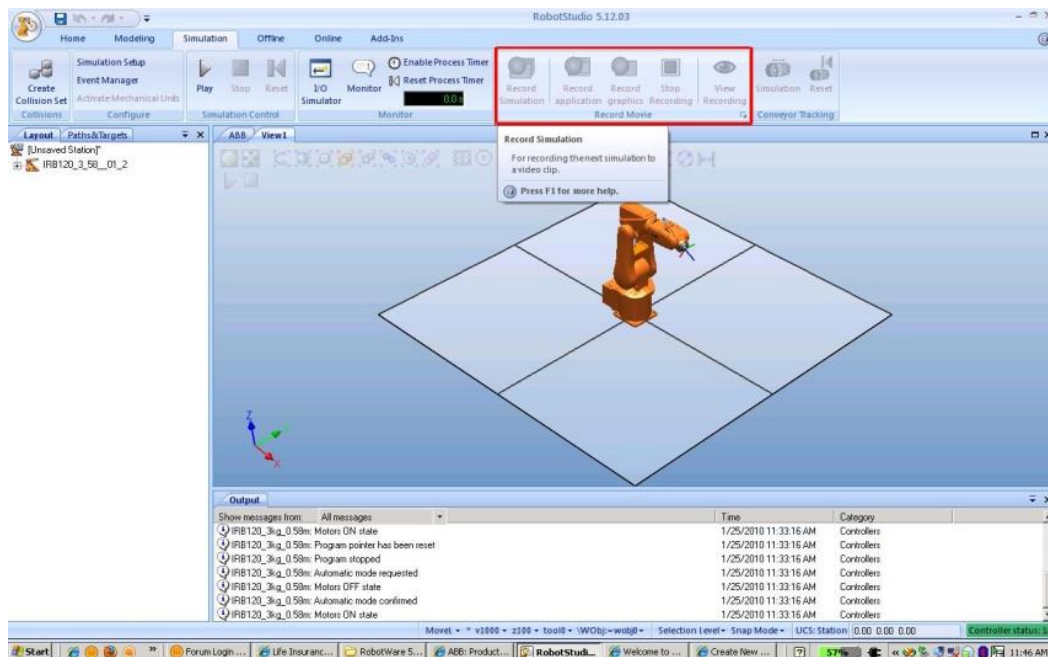 RobotStudio 5.12.03
Home Modeling Simulation Offline Online Add-Ins
Create Collision Set
Simulation Setup
Event Manager
Activate Mechanical Units
Play Stop Reset
I/O Simulator
Monitor
Enable Process Timer
Reset Process Timer
0.0 s
Record Simulation
Record application
Record graphics
Stop Recording
View Recording
Simulation Reset
Collisions Configure Simulation Control Monitor Record Movie Conveyor Tracking
Layout Paths&Targets
ABB View1
[Unsaved Station]*
IRB120_3_58__01_2
Record Simulation
For recording the next simulation to
a video clip.
Press F1 for more help.
Z
Y
X
Output
Show messages from: All messages Time Category
IRB120_3kg_0.58m: Motors ON state 1/25/2010 11:33:16 AM Controllers
IRB120_3kg_0.58m: Program pointer has been reset 1/25/2010 11:33:16 AM Controllers
IRB120_3kg_0.58m: Program stopped 1/25/2010 11:33:16 AM Controllers
IRB120_3kg_0.58m: Automatic mode requested 1/25/2010 11:33:16 AM Controllers
IRB120_3kg_0.58m: Motors OFF state 1/25/2010 11:33:16 AM Controllers
IRB120_3kg_0.58m: Automatic mode confirmed 1/25/2010 11:33:16 AM Controllers
IRB120_3kg_0.58m: Motors ON state 1/25/2010 11:33:16 AM Controllers
MoveL * v1000 z100 tool0 \WObj:=wobj0 Selection Level Snap Mode UCS: Station 0.00 0.00 0.00 Controller status: 1
Start Forum Login ... Life Insuranc... RobotWare 5... ABB: Product... RobotStudi... Welcome to ... Create New ... 57% 11:46 AM